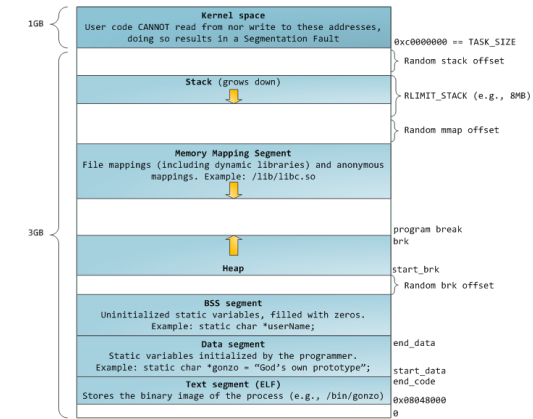 Kernel space
1GB
User code CANNOT read from nor write to these addresses,
doing so results in a Segmentation Fault
0xc0000000 == TASK_SIZE
Random stack offset
Stack (grows down)
RLIMIT_STACK (e.g., 8MB)
Random mmap offset
Memory Mapping Segment
File mappings (including dynamic libraries) and anonymous
mappings. Example: /lib/libc.so
3GB
program break
brk
Heap
start_brk
Random brk offset
BSS segment
Uninitialized static variables, filled with zeros.
Example: static char *userName;
Data segment
end_data
Static variables initialized by the programmer.
Example: static char *gonzo = “God’s own prototype”;
start_data
end_code
Text segment (ELF)
Stores the binary image of the process (e.g., /bin/gonzo)
0x08048000
0